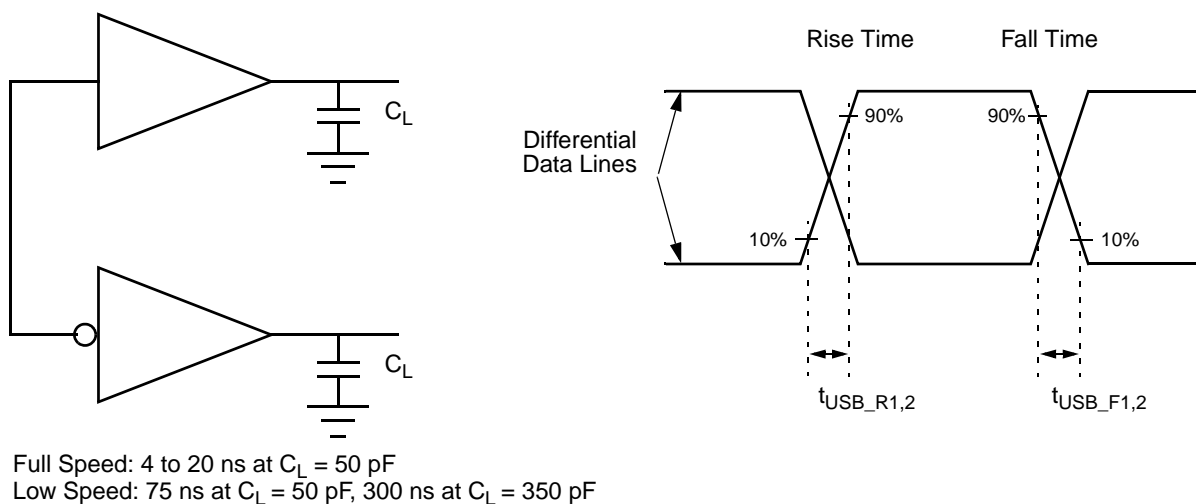 Rise Time
Fall Time
C_L
90%
90%
Differential
Data Lines
10%
10%
C_L
t_USB_R1,2
t_USB_F1,2
Full Speed: 4 to 20 ns at C_L = 50 pF
Low Speed: 75 ns at C_L = 50 pF, 300 ns at C_L = 350 pF